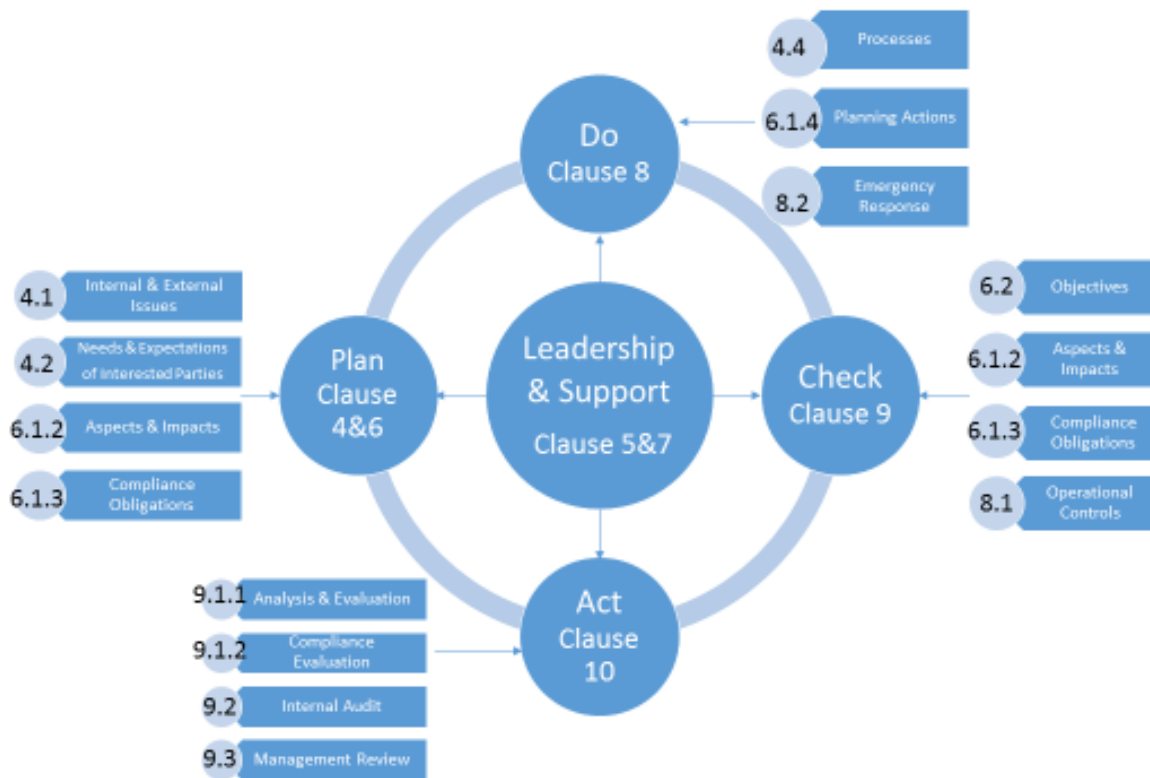 4.4
Processes
6.1.4
Planning Actions
8.2
Emergency
Response
Do
Clause 8
4.1
Internal & External
Issues
4.2
Needs & Expectations
of Interested Parties
6.1.2
Aspects & Impacts
6.1.3
Compliance
Obligations
Plan
Clause
4&6
Leadership
& Support
Clause 5&7
Check
Clause 9
6.2
Objectives
6.1.2
Aspects &
Impacts
6.1.3
Compliance
Obligations
8.1
Operational
Controls
Act
Clause
10
9.1.1
Analysis & Evaluation
9.1.2
Compliance
Evaluation
9.2
Internal Audit
9.3
Management Review